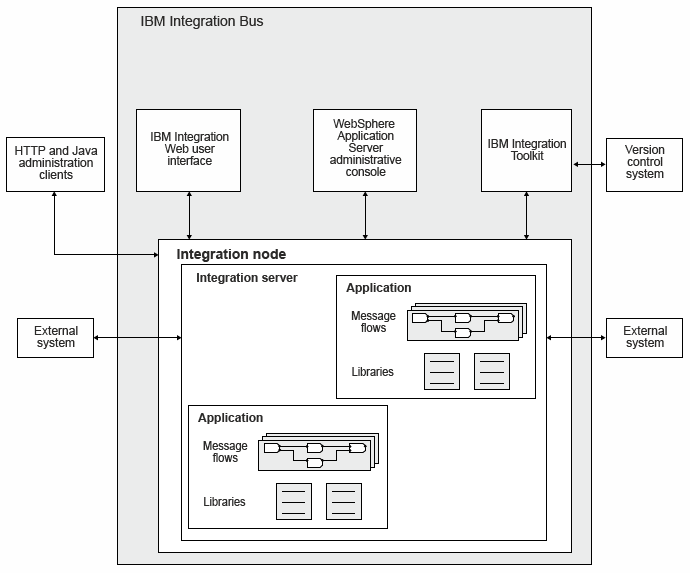 IBM Integration Bus
HTTP and Java
administration
clients
IBM Integration
Web user
interface
WebSphere
Application
Server
administrative
console
IBM Integration
Toolkit
Version
control
system
Integration node
Integration server
Application
Message
flows
Libraries
External
system
External
system
Application
Message
flows
Libraries